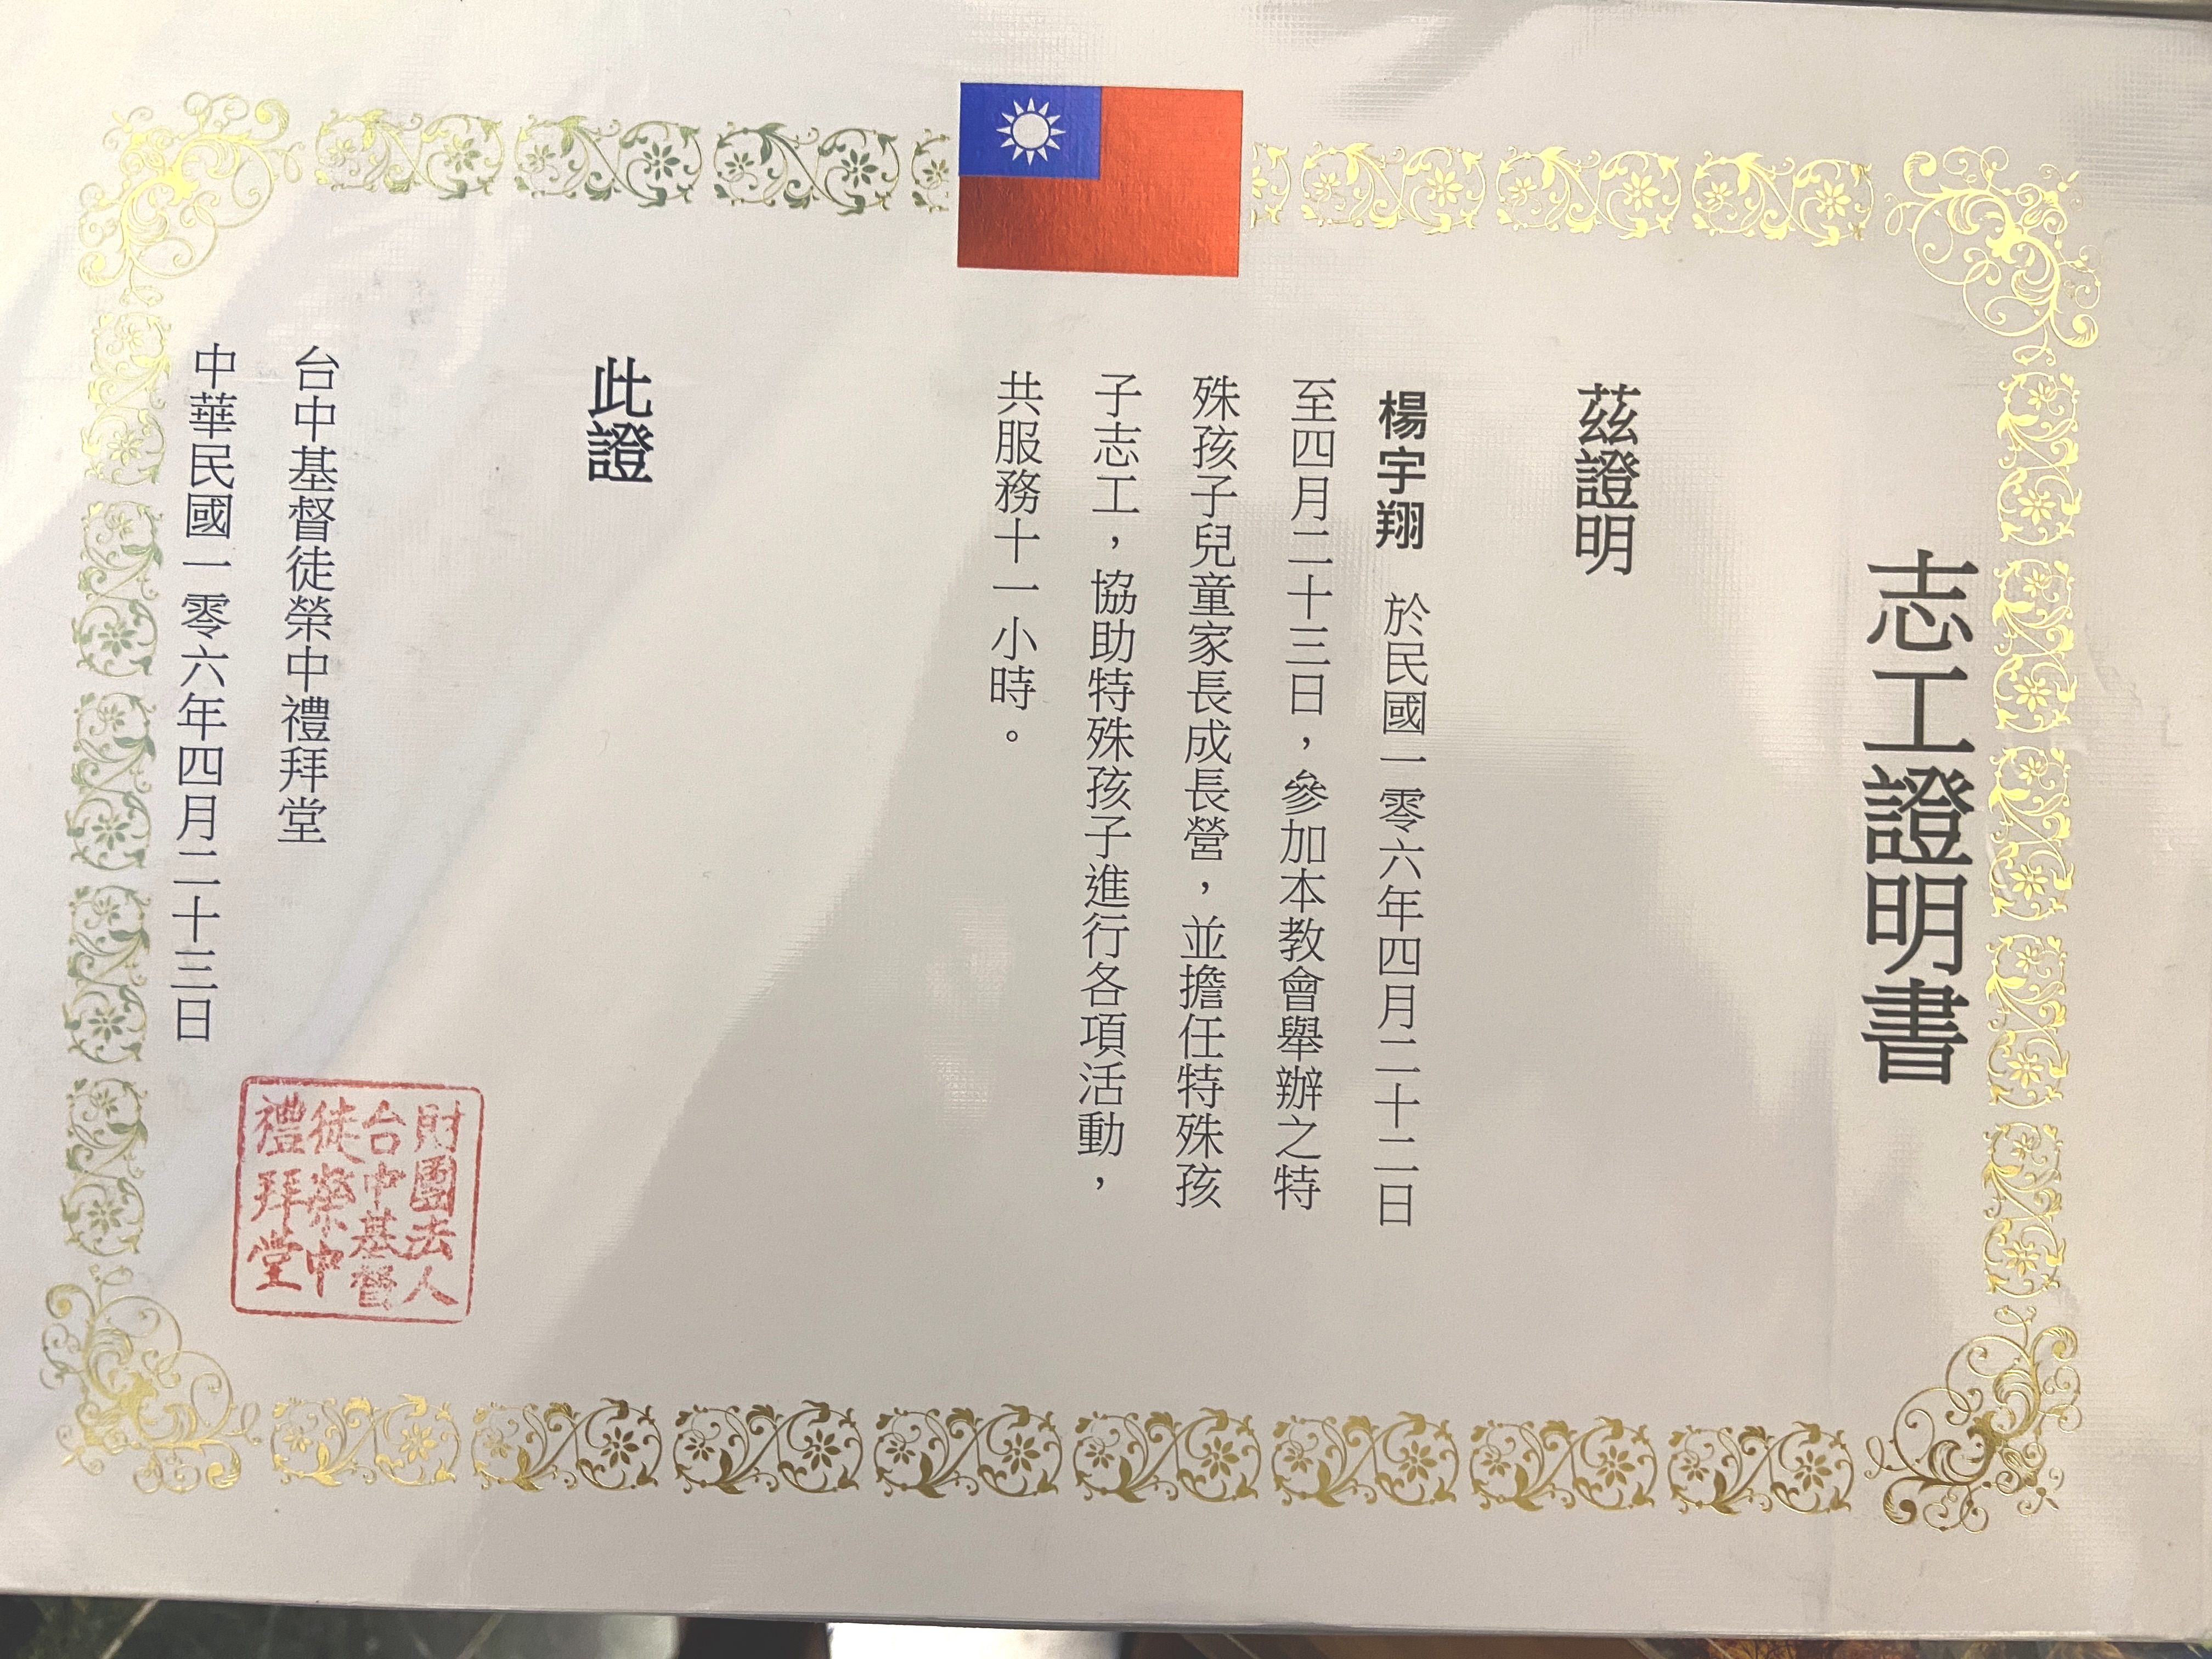 志工證明書
茲證明
楊宇翔 於民國一零六年四月二十二日
至四月二十三日，參加本教會舉辦之特
殊孩子兒童家長成長營，並擔任特殊孩
子志工，協助特殊孩子進行各項活動，
共服務十一小時。
此證
台中基督徒榮中禮拜堂
中華民國一零六年四月二十三日
財團法人
台中基督
徒榮中
禮拜堂